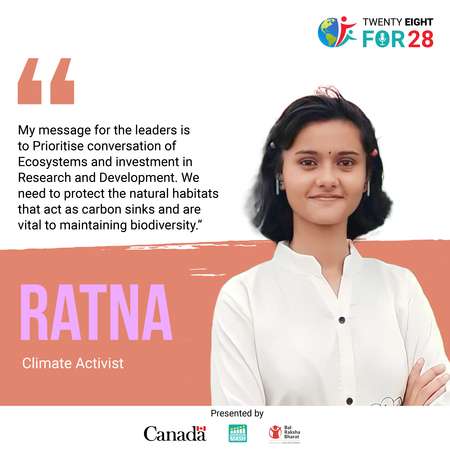 TWENTY EIGHT
FOR 28
“
My message for the leaders is
to Prioritise conversation of
Ecosystems and investment in
Research and Development. We
need to protect the natural habitats
that act as carbon sinks and are
vital to maintaining biodiversity.“
RATNA
Climate Activist
Presented by
Canada
Bal
Raksha
Bharat